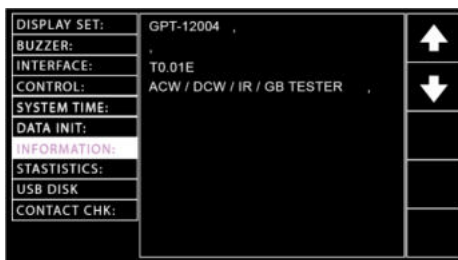 DISPLAY SET:
BUZZER:
INTERFACE:
CONTROL:
SYSTEM TIME:
DATA INIT:
INFORMATION:
STASTISTICS:
USB DISK
CONTACT CHK:
GPT-12004 ,
,
T0.01E
ACW / DCW / IR / GB TESTER ,